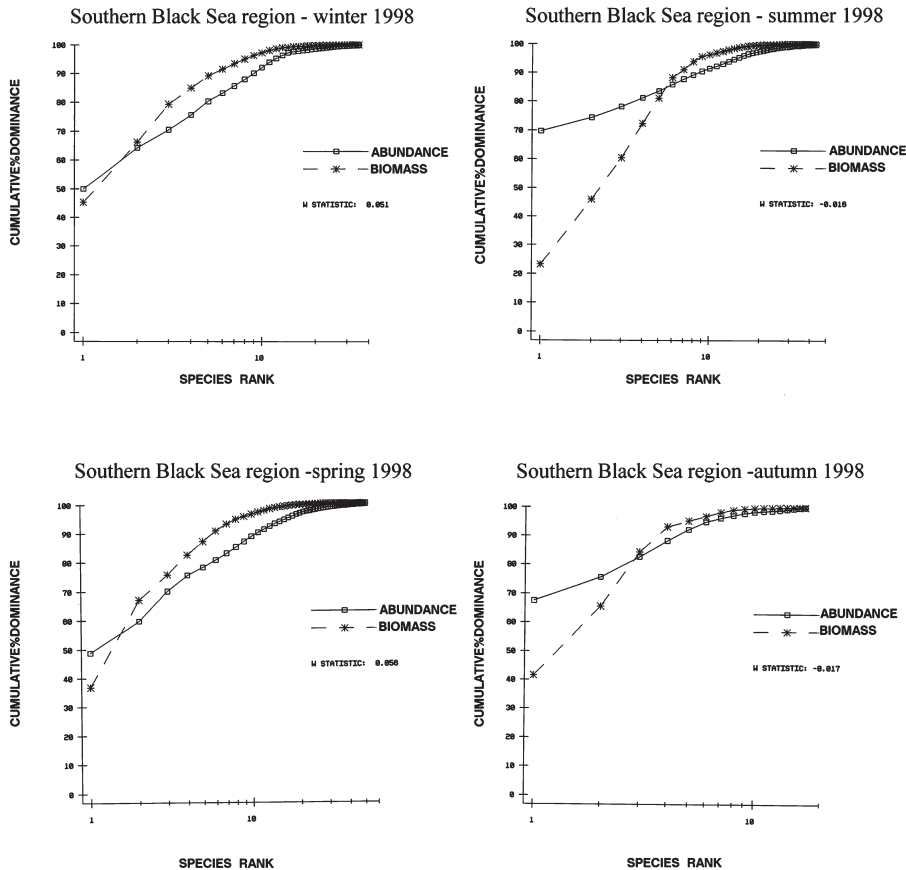 Southern Black Sea region - winter 1998
100
90
80
70
60
50
40
30
20
10
0
CUMULATIVE%DOMINANCE
ABUNDANCE
BIOMASS
W STATISTIC: 0.051
1 10
SPECIES RANK
Southern Black Sea region - summer 1998
100
90
80
70
60
50
40
30
20
10
0
CUMULATIVE%DOMINANCE
ABUNDANCE
BIOMASS
W STATISTIC: -0.016
1 10
SPECIES RANK
Southern Black Sea region -spring 1998
100
90
80
70
60
50
40
30
20
10
0
CUMULATIVE%DOMINANCE
ABUNDANCE
BIOMASS
W STATISTIC: 0.056
1 10
SPECIES RANK
Southern Black Sea region -autumn 1998
100
90
80
70
60
50
40
30
20
10
0
CUMULATIVE%DOMINANCE
ABUNDANCE
BIOMASS
W STATISTIC: -0.017
1 10
SPECIES RANK